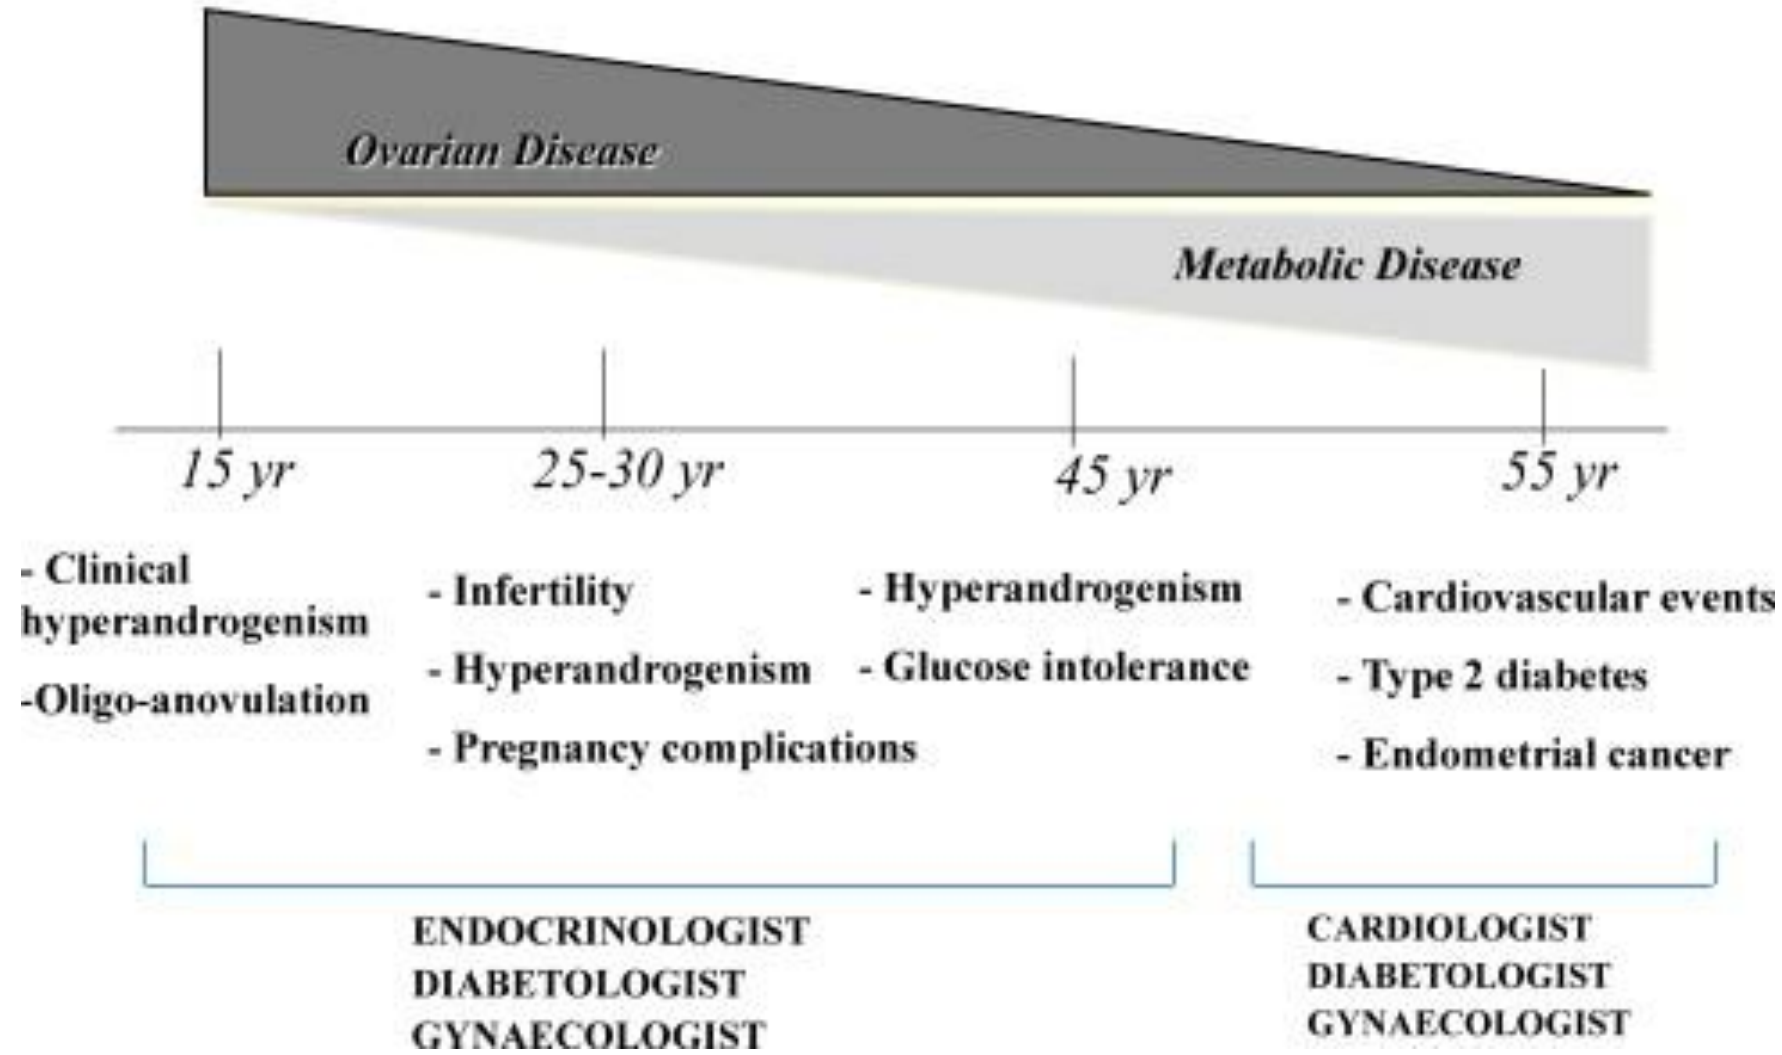 Ovarian Disease
Metabolic Disease
15 yr
25-30 yr
45 yr
55 yr
- Clinical
hyperandrogenism
-Oligo-anovulation
- Infertility
- Hyperandrogenism
- Pregnancy complications
- Hyperandrogenism
- Glucose intolerance
- Cardiovascular events
- Type 2 diabetes
- Endometrial cancer
ENDOCRINOLOGIST
DIABETOLOGIST
GYNAECOLOGIST
CARDIOLOGIST
DIABETOLOGIST
GYNAECOLOGIST